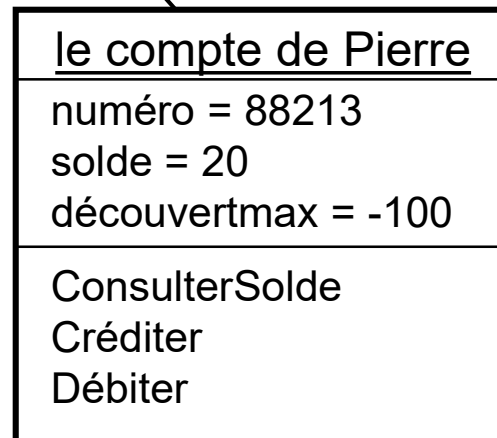 le compte de Pierre
numéro = 88213
solde = 20
découvertmax = -100
ConsulterSolde
Créditer
Débiter